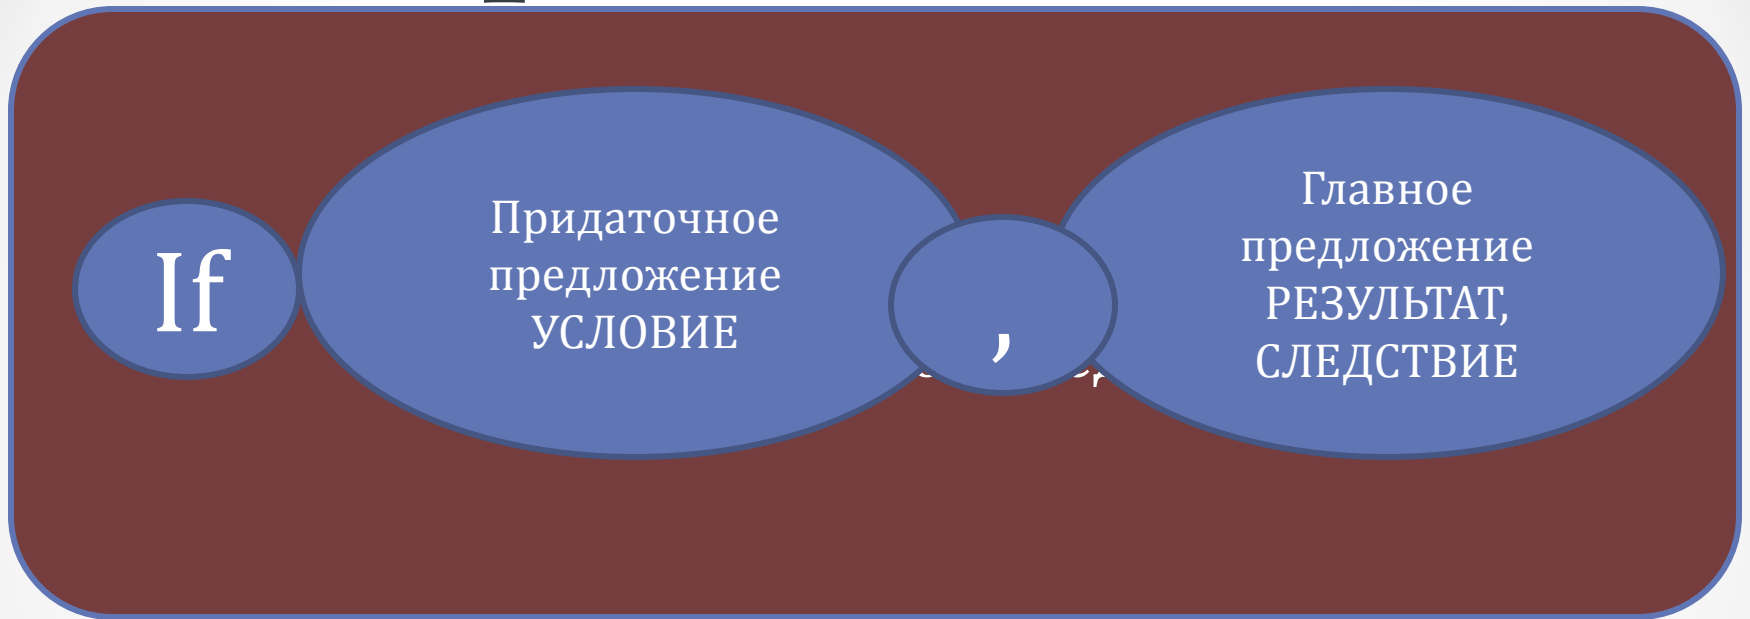 If
Придаточное
предложение
УСЛОВИЕ
,
Главное
предложение
РЕЗУЛЬТАТ,
СЛЕДСТВИЕ